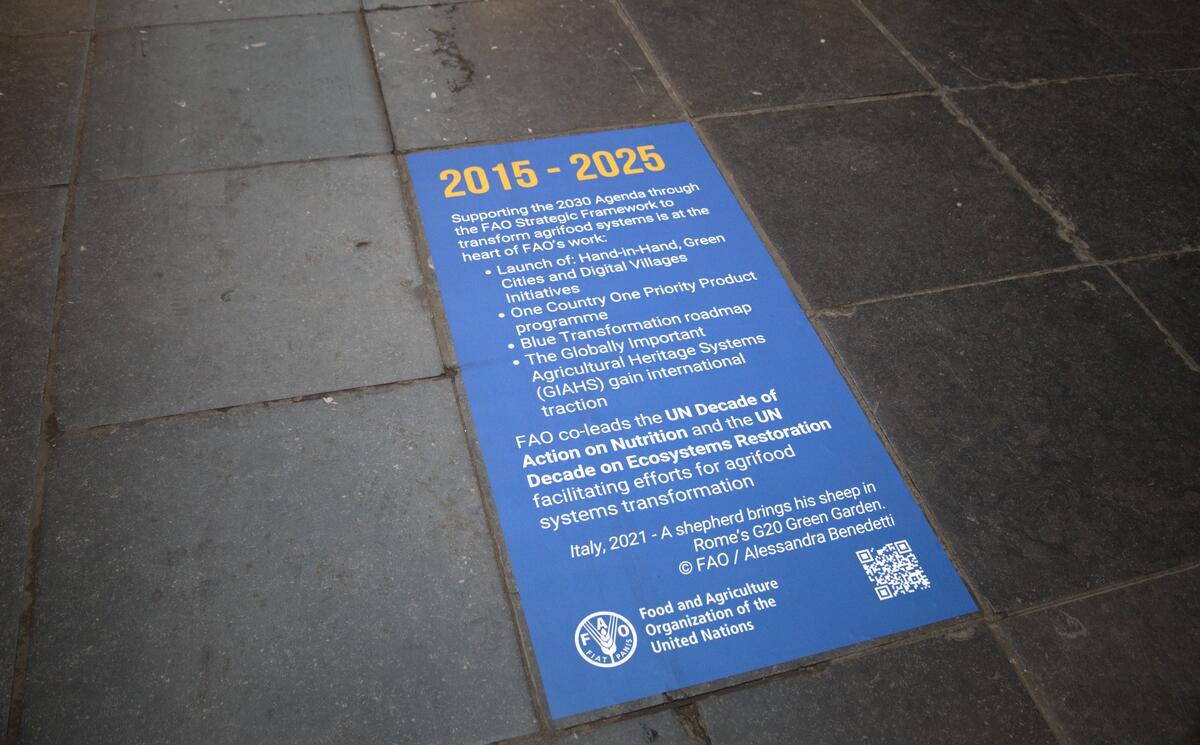 2015 - 2025
Supporting the 2030 Agenda through
the FAO Strategic Framework to
transform agrifood systems is at the
heart of FAO's work:
• Launch of: Hand-in-Hand, Green
Cities and Digital Villages
Initiatives
• One Country One Priority Product
programme
• Blue Transformation roadmap
• The Globally Important
Agricultural Heritage Systems
(GIAHS) gain international
traction
FAO co-leads the UN Decade of
Action on Nutrition and the UN
Decade on Ecosystems Restoration
facilitating efforts for agrifood
systems transformation
Italy, 2021 - A shepherd brings his sheep in
Rome's G20 Green Garden.
© FAO / Alessandra Benedetti
F A O
FIAT PANIS
Food and Agriculture
Organization of the
United Nations